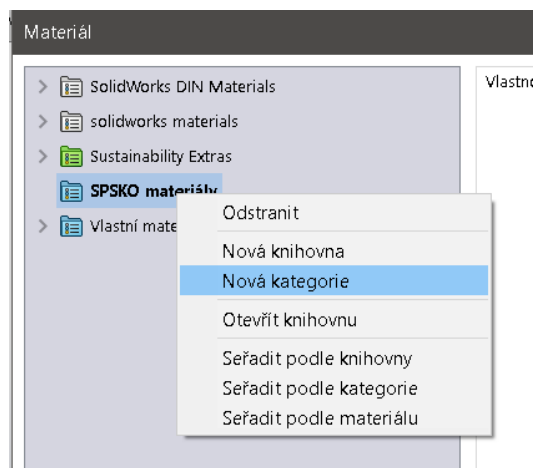 Materiál
SolidWorks DIN Materials
Vlastno
solidworks materials
Sustainability Extras
SPSKO materiály
Vlastní mate
Odstranit
Nová knihovna
Nová kategorie
Otevřít knihovnu
Seřadit podle knihovny
Seřadit podle kategorie
Seřadit podle materiálu